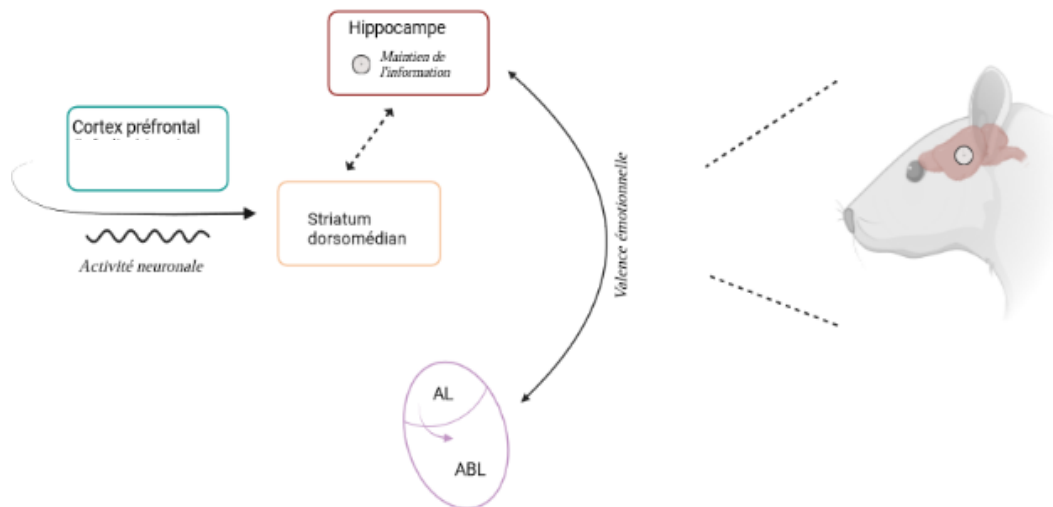 Hippocampe
Maintien de
l'information
Cortex préfrontal
Striatum
dorsomédian
Activité neuronale
Valence émotionnelle
AL
ABL